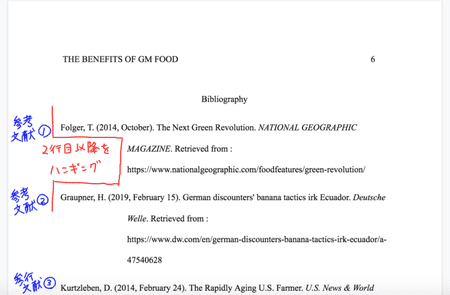 THE BENEFITS OF GM FOOD 6
Bibliography
参考
文献①
Folger, T. (2014, October). The Next Green Revolution. NATIONAL GEOGRAPHIC
2行目以降を
ハンギング
MAGAZINE. Retrieved from :
https://www.nationalgeographic.com/foodfeatures/green-revolution/
参考
文献②
Graupner, H. (2019, February 15). German discounters' banana tactics irk Ecuador. Deutsche
Welle. Retrieved from :
https://www.dw.com/en/german-discounters-banana-tactics-irk-ecuador/a-
47540628
参考
文献③
Kurtzleben, D. (2014, February 24). The Rapidly Aging U.S. Farmer. U.S. News & World